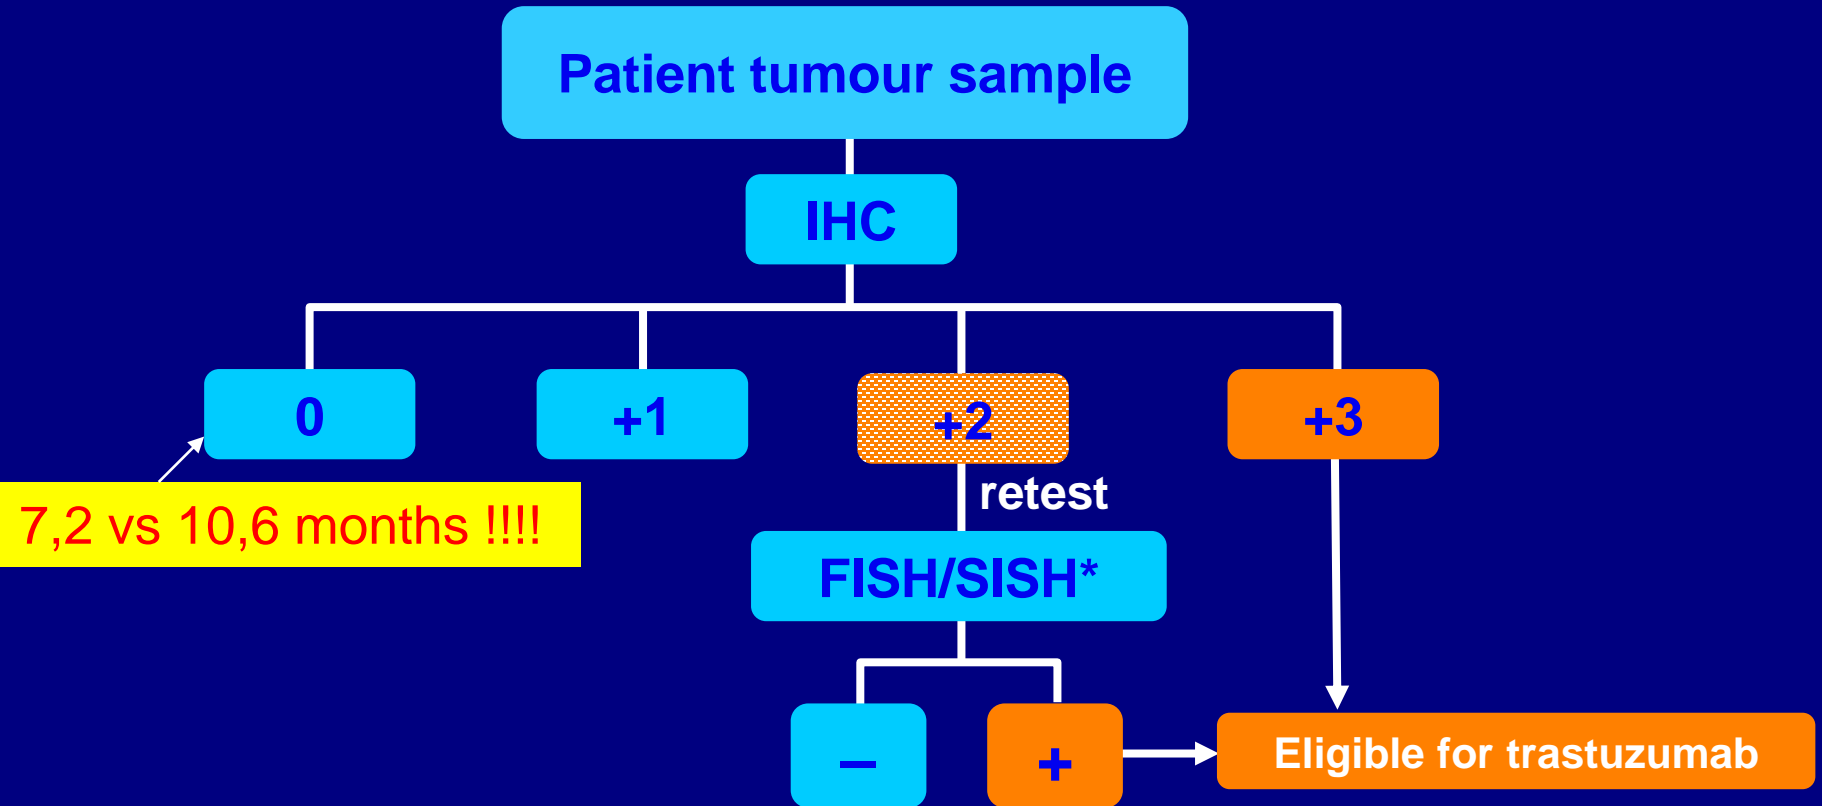 Patient tumour sample
IHC
0
+1
+2
+3
retest
7,2 vs 10,6 months !!!!
FISH/SISH*
–
+
Eligible for trastuzumab